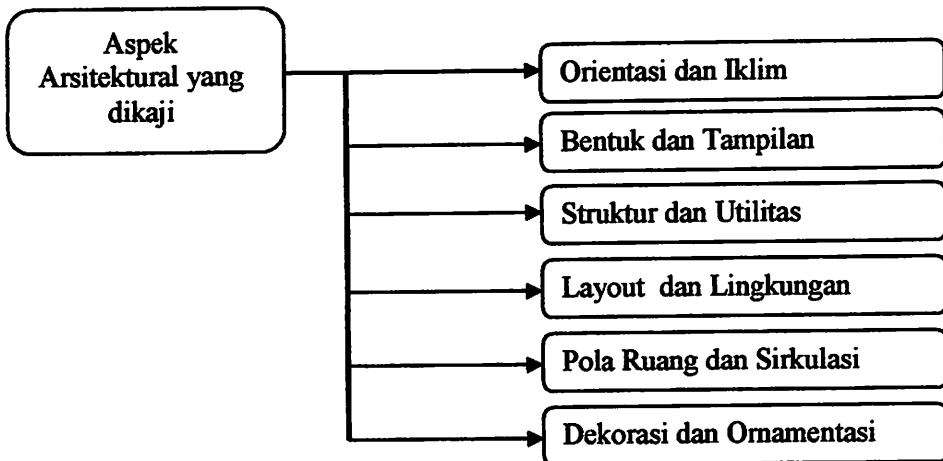 Aspek
Arsitektural yang
dikaji
Orientasi dan Iklim
Bentuk dan Tampilan
Struktur dan Utilitas
Layout dan Lingkungan
Pola Ruang dan Sirkulasi
Dekorasi dan Ornamentasi